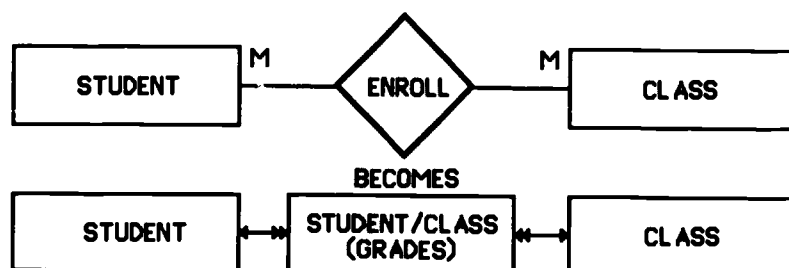 M
M
STUDENT
ENROLL
CLASS
BECOMES
STUDENT
STUDENT/CLASS
(GRADES)
CLASS